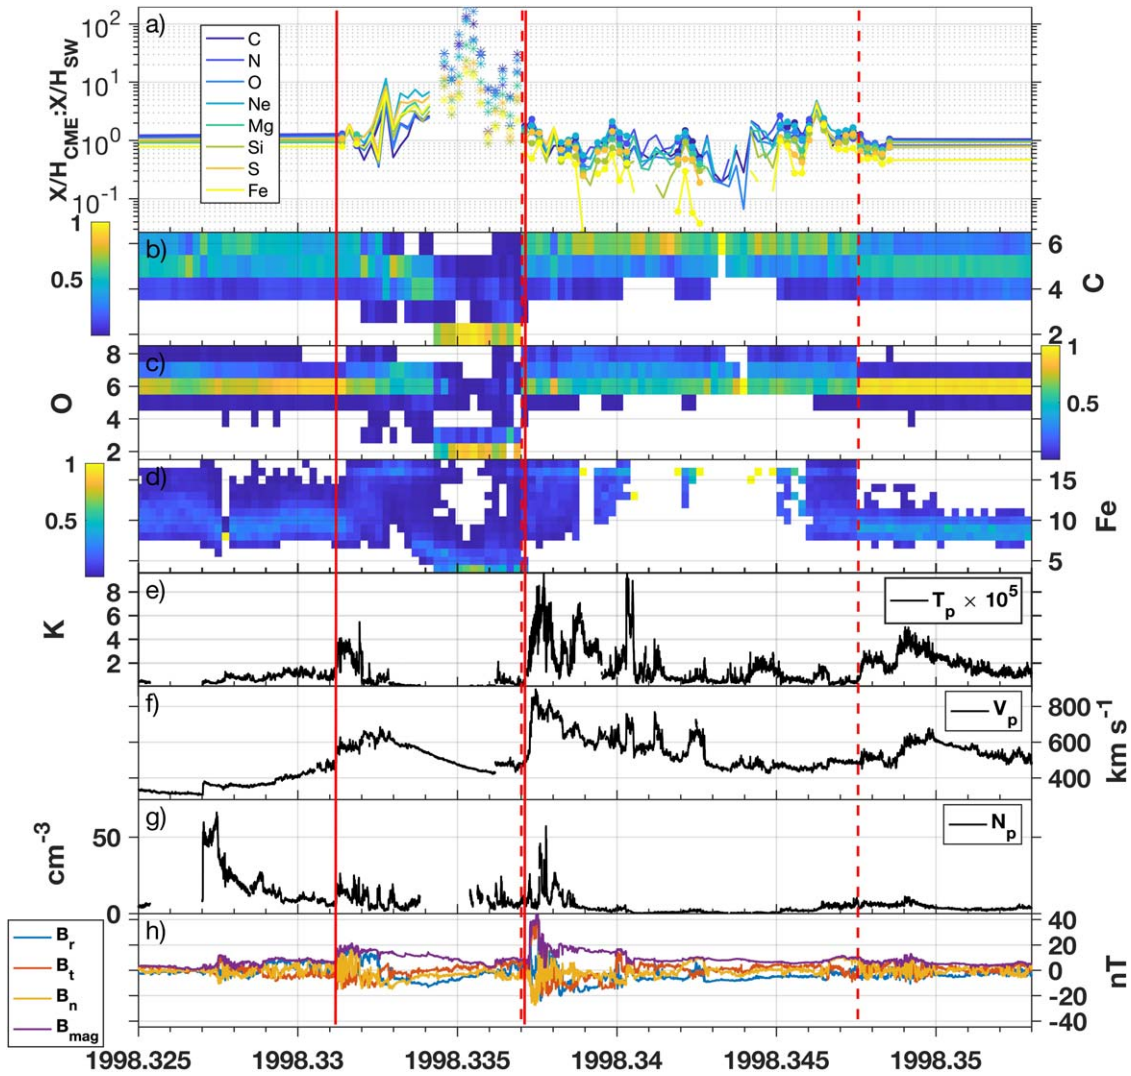 a)
X/H_CME:X/H_SW
10^2
10^1
10^0
10^-1
C
N
O
Ne
Mg
Si
S
Fe
b)
1
0.5
6
4
2
C
c)
O
8
6
4
2
1
0.5
d)
1
0.5
15
10
5
Fe
e)
K
8
6
4
2
T_p × 10^5
f)
V_p
800
600
400
km s^-1
g)
cm^-3
50
0
N_p
h)
B_r
B_t
B_n
B_mag
40
20
0
-20
-40
nT
1998.325 1998.33 1998.335 1998.34 1998.345 1998.35